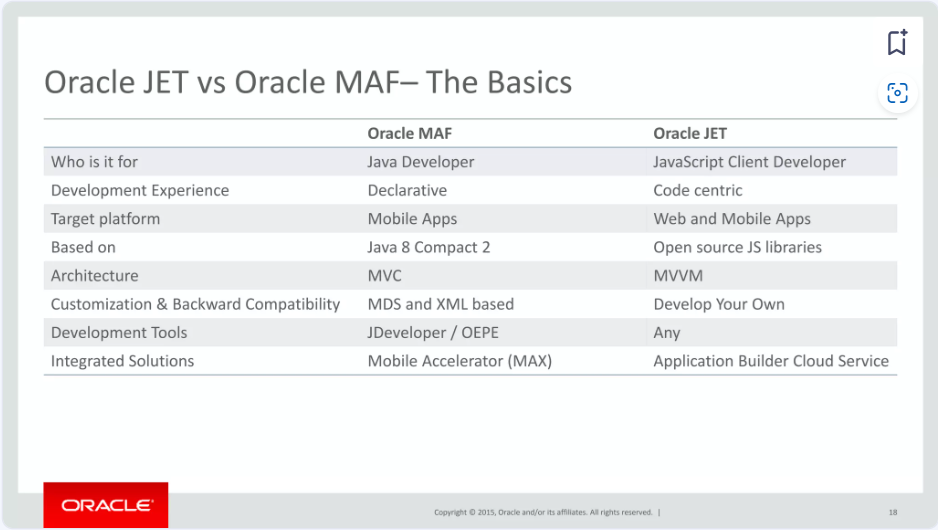 Oracle JET vs Oracle MAF– The Basics
Oracle MAF Oracle JET
Who is it for Java Developer JavaScript Client Developer
Development Experience Declarative Code centric
Target platform Mobile Apps Web and Mobile Apps
Based on Java 8 Compact 2 Open source JS libraries
Architecture MVC MVVM
Customization & Backward Compatibility MDS and XML based Develop Your Own
Development Tools JDeveloper / OEPE Any
Integrated Solutions Mobile Accelerator (MAX) Application Builder Cloud Service
ORACLE®
Copyright © 2015, Oracle and/or its affiliates. All rights reserved. | 18